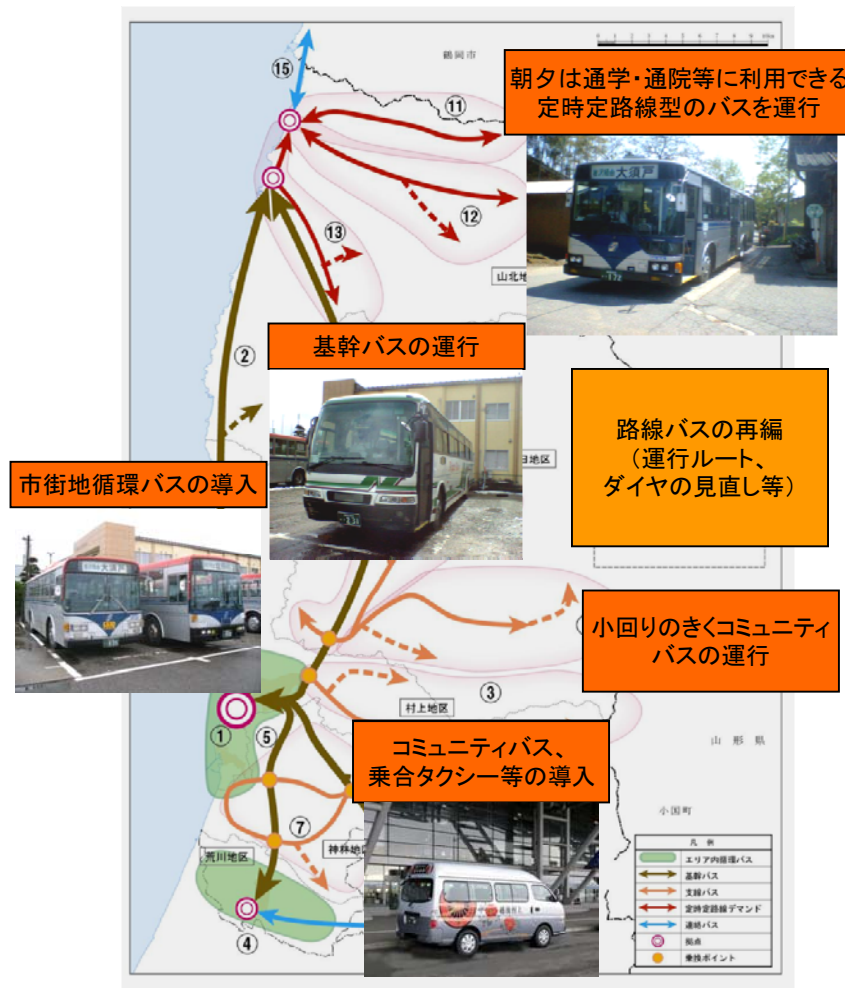 鶴岡市
⑮
⑪
朝夕は通学・通院等に利用できる
定時定路線型のバスを運行
大須戸
⑫
⑬
山北地
②
基幹バスの運行
路線バスの再編
（運行ルート、
ダイヤの見直し等）
日地区
市街地循環バスの導入
大須戸
小回りのきくコミュニティ
バスの運行
③
村上地区
①
⑤
山形県
コミュニティバス、
乗合タクシー等の導入
小国町
⑦
神林地
荒川地区
④
凡例
エリア内循環バス
基幹バス
支線バス
定時定路線デマンド
連絡バス
拠点
乗換ポイント